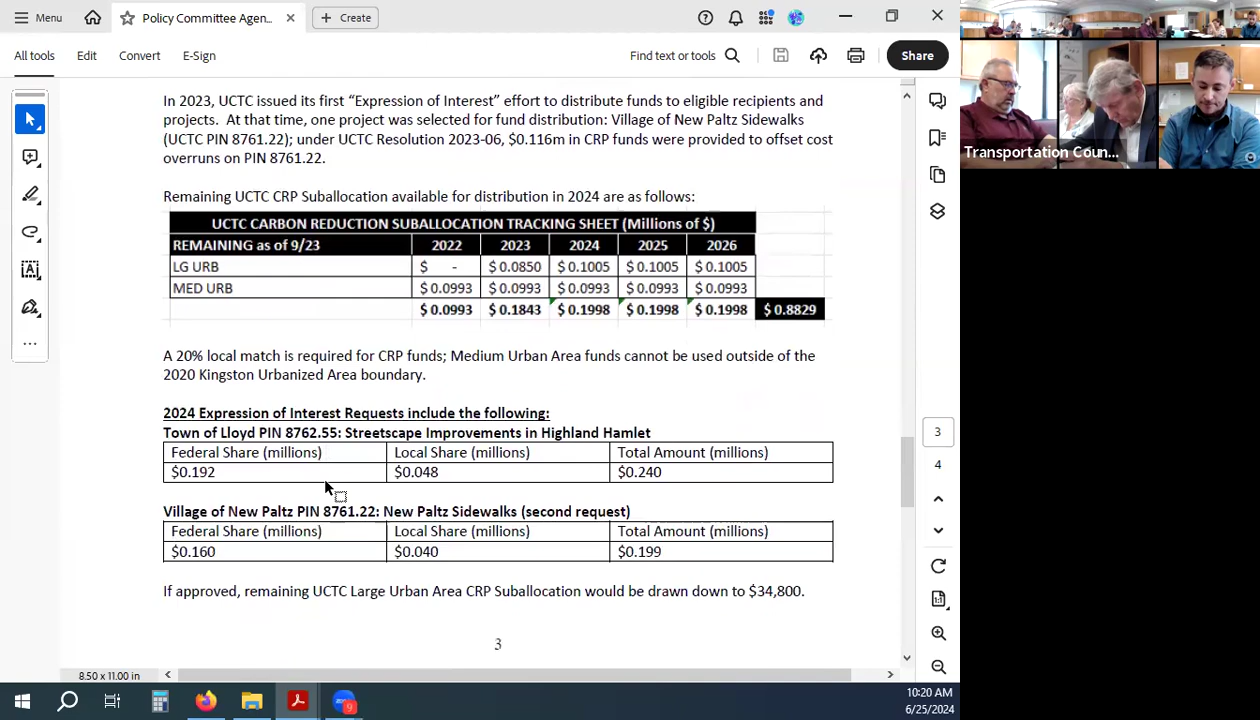 Menu
Policy Committee Agen...
Create
All tools
Edit
Convert
E-Sign
Find text or tools
Share
In 2023, UCTC issued its first “Expression of Interest” effort to distribute funds to eligible recipients and
projects. At that time, one project was selected for fund distribution: Village of New Paltz Sidewalks
(UCTC PIN 8761.22); under UCTC Resolution 2023-06, $0.116m in CRP funds were provided to offset cost
overruns on PIN 8761.22.
Remaining UCTC CRP Suballocation available for distribution in 2024 are as follows:
UCTC CARBON REDUCTION SUBALLOCATION TRACKING SHEET (Millions of $)
REMAINING as of 9/23 2022 2023 2024 2025 2026
LG URB $ - $ 0.0850 $ 0.1005 $ 0.1005 $ 0.1005
MED URB $ 0.0993 $ 0.0993 $ 0.0993 $ 0.0993 $ 0.0993
$ 0.0993 $ 0.1843 $ 0.1998 $ 0.1998 $ 0.1998 $ 0.8829
A 20% local match is required for CRP funds; Medium Urban Area funds cannot be used outside of the
2020 Kingston Urbanized Area boundary.
2024 Expression of Interest Requests include the following:
Town of Lloyd PIN 8762.55: Streetscape Improvements in Highland Hamlet
Federal Share (millions) Local Share (millions) Total Amount (millions)
$0.192 $0.048 $0.240
Village of New Paltz PIN 8761.22: New Paltz Sidewalks (second request)
Federal Share (millions) Local Share (millions) Total Amount (millions)
$0.160 $0.040 $0.199
If approved, remaining UCTC Large Urban Area CRP Suballocation would be drawn down to $34,800.
3
8.50 x 11.00 in
3
4
1:1
Transportation Coun...
9
10:20 AM
6/25/2024